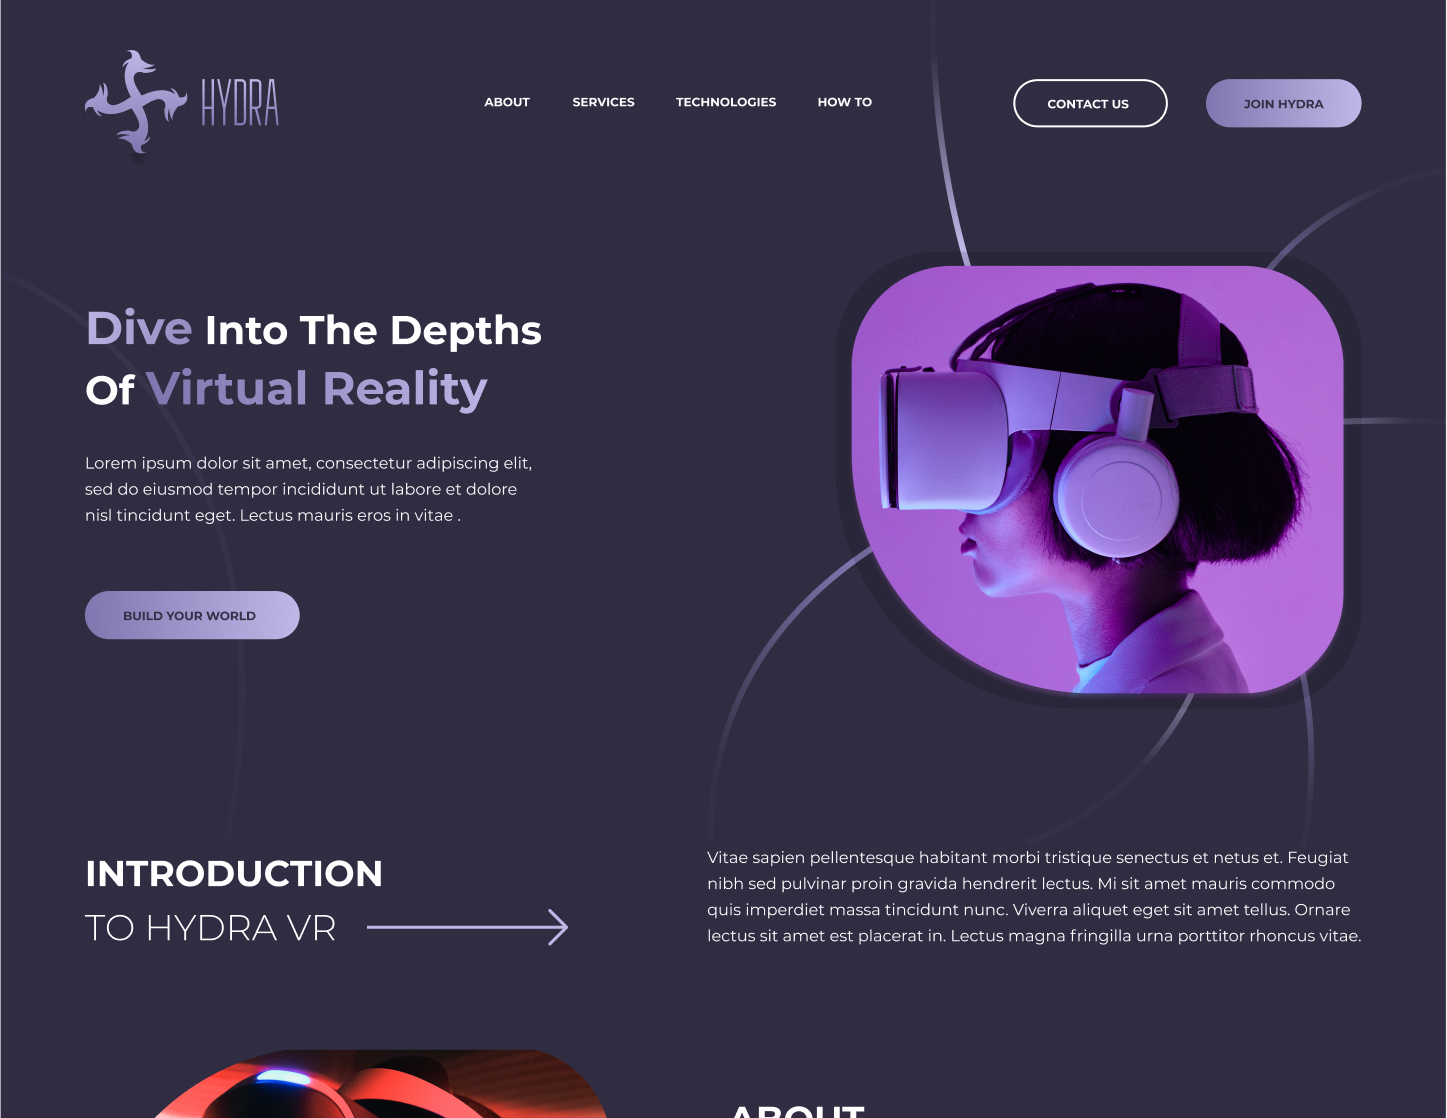 HYDRA
ABOUT
SERVICES
TECHNOLOGIES
HOW TO
CONTACT US
JOIN HYDRA
Dive Into The Depths
Of Virtual Reality
Lorem ipsum dolor sit amet, consectetur adipiscing elit,
sed do eiusmod tempor incididunt ut labore et dolore
nisl tincidunt eget. Lectus mauris eros in vitae .
BUILD YOUR WORLD
INTRODUCTION
TO HYDRA VR
Vitae sapien pellentesque habitant morbi tristique senectus et netus et. Feugiat
nibh sed pulvinar proin gravida hendrerit lectus. Mi sit amet mauris commodo
quis imperdiet massa tincidunt nunc. Viverra aliquet eget sit amet tellus. Ornare
lectus sit amet est placerat in. Lectus magna fringilla urna porttitor rhoncus vitae.
ABOUT